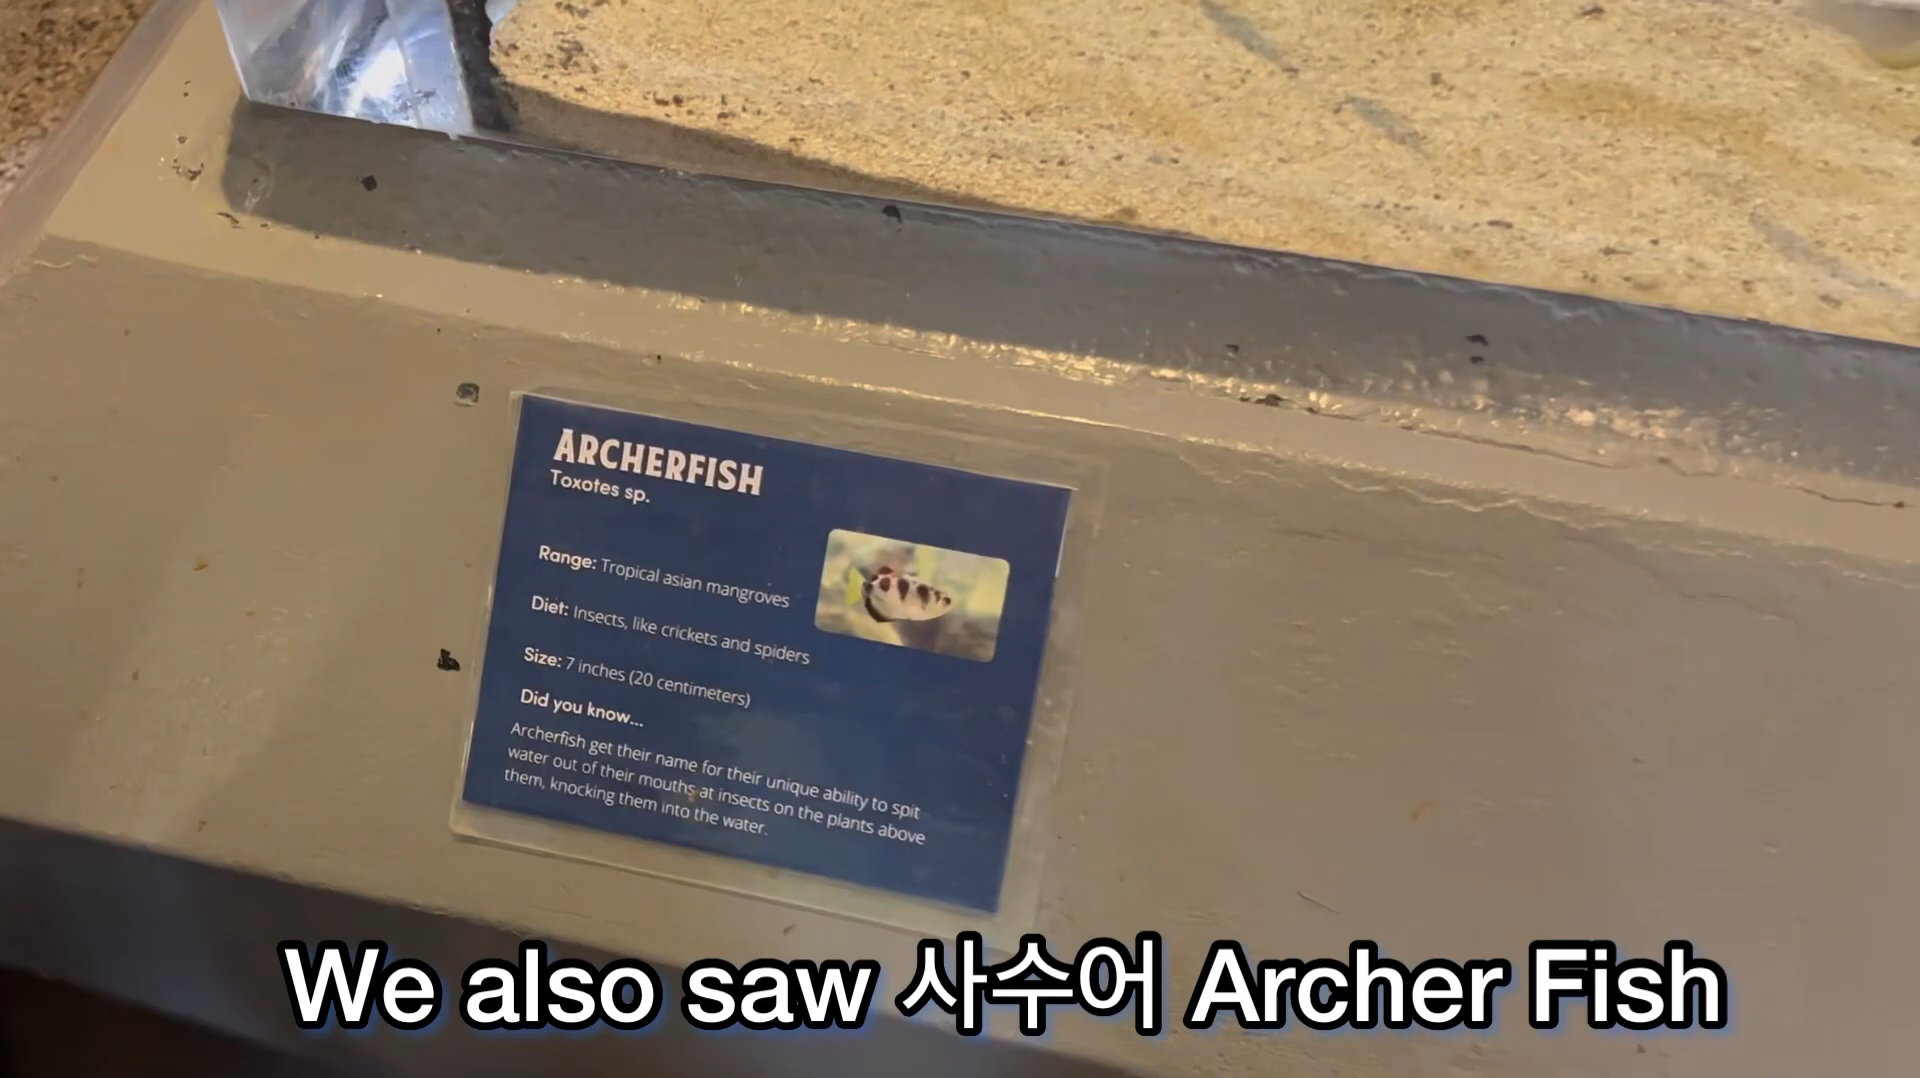 ARCHERFISH
Toxotes sp.
Range: Tropical asian mangroves
Diet: Insects, like crickets and spiders
Size: 7 inches (20 centimeters)
Did you know...
Archerfish get their name for their unique ability to spit
water out of their mouths at insects on the plants above
them, knocking them into the water.
We also saw 사수어 Archer Fish